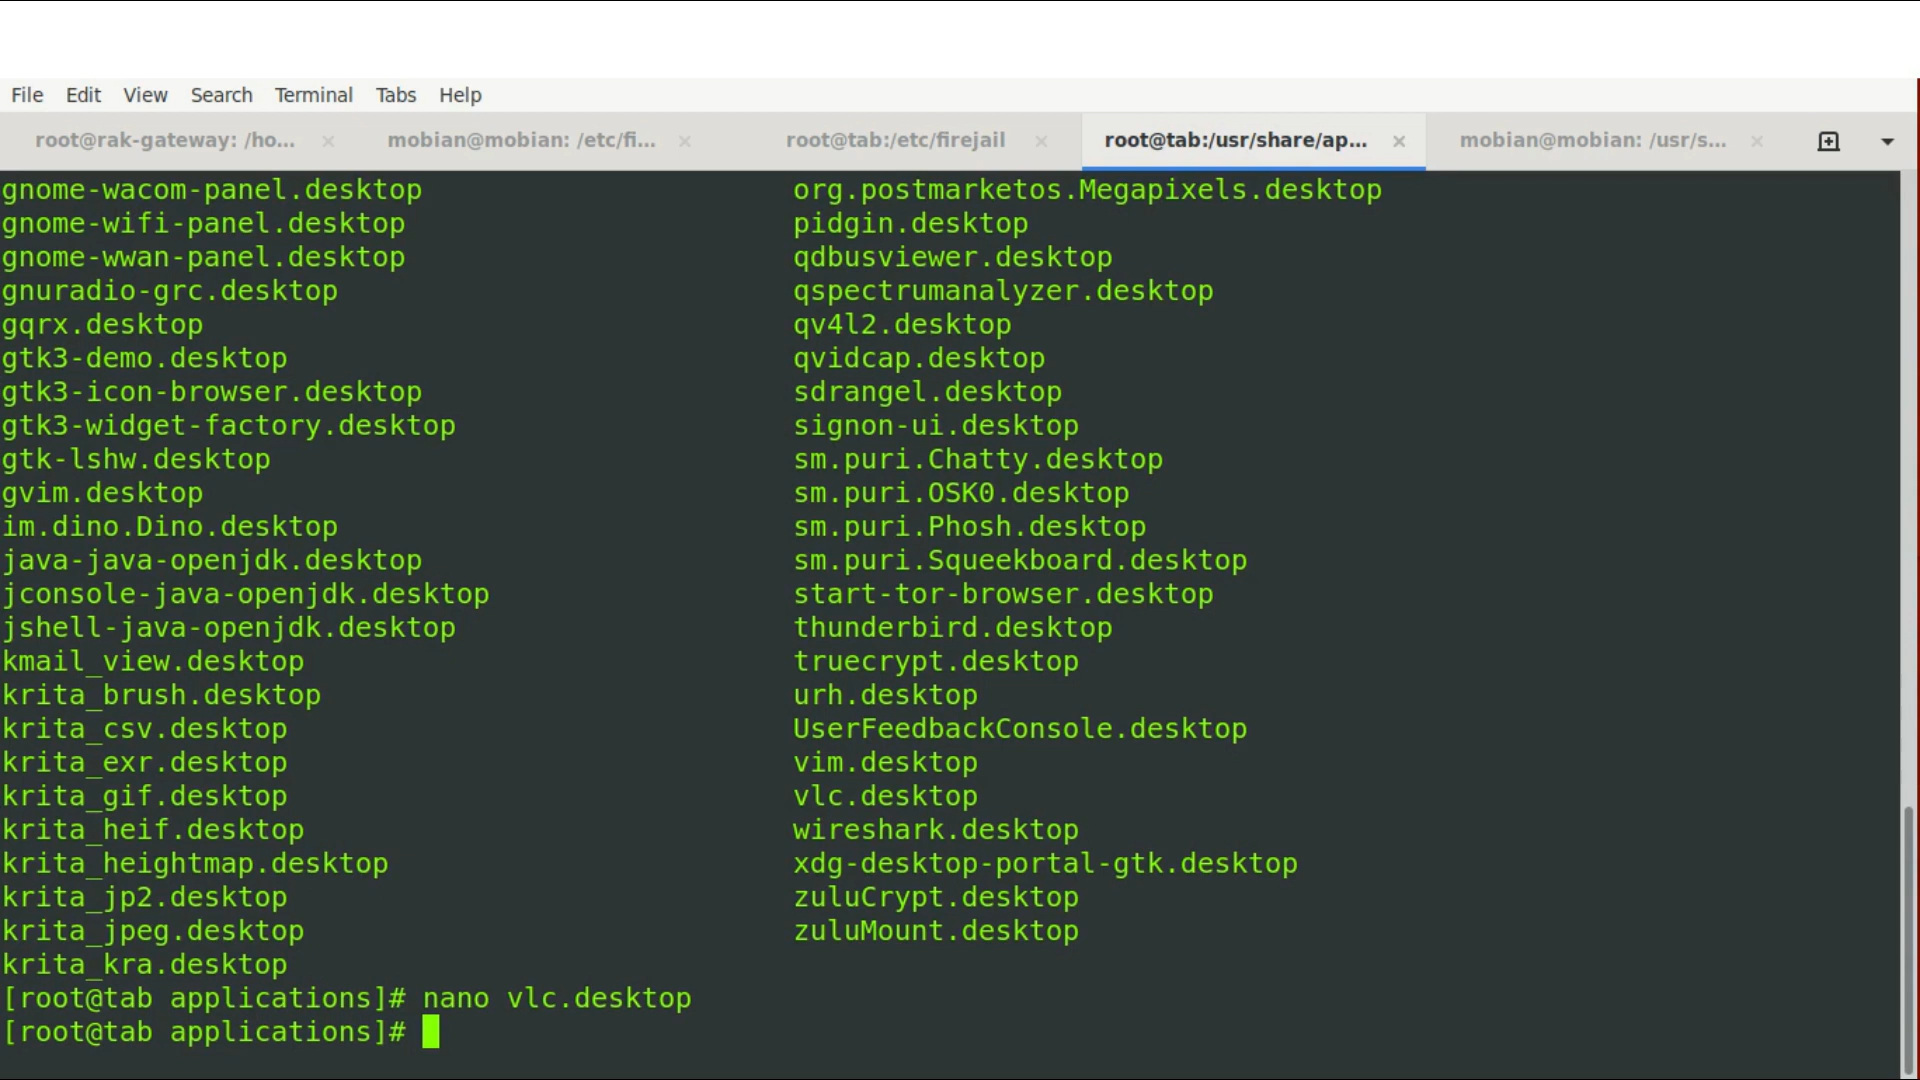 File Edit View Search Terminal Tabs Help
root@rak-gateway: /ho... mobian@mobian: /etc/fi... root@tab:/etc/firejail root@tab:/usr/share/ap... mobian@mobian: /usr/s...
gnome-wacom-panel.desktop org.postmarketos.Megapixels.desktop
gnome-wifi-panel.desktop pidgin.desktop
gnome-wwan-panel.desktop qdbusviewer.desktop
gnuradio-grc.desktop qspectrumanalyzer.desktop
gqrx.desktop qv4l2.desktop
gtk3-demo.desktop qvidcap.desktop
gtk3-icon-browser.desktop sdrangel.desktop
gtk3-widget-factory.desktop signon-ui.desktop
gtk-lshw.desktop sm.puri.Chatty.desktop
gvim.desktop sm.puri.OSK0.desktop
im.dino.Dino.desktop sm.puri.Phosh.desktop
java-java-openjdk.desktop sm.puri.Squeekboard.desktop
jconsole-java-openjdk.desktop start-tor-browser.desktop
jshell-java-openjdk.desktop thunderbird.desktop
kmail_view.desktop truecrypt.desktop
krita_brush.desktop urh.desktop
krita_csv.desktop UserFeedbackConsole.desktop
krita_exr.desktop vim.desktop
krita_gif.desktop vlc.desktop
krita_heif.desktop wireshark.desktop
krita_heightmap.desktop xdg-desktop-portal-gtk.desktop
krita_jp2.desktop zuluCrypt.desktop
krita_jpeg.desktop zuluMount.desktop
krita_kra.desktop
[root@tab applications]# nano vlc.desktop
[root@tab applications]#